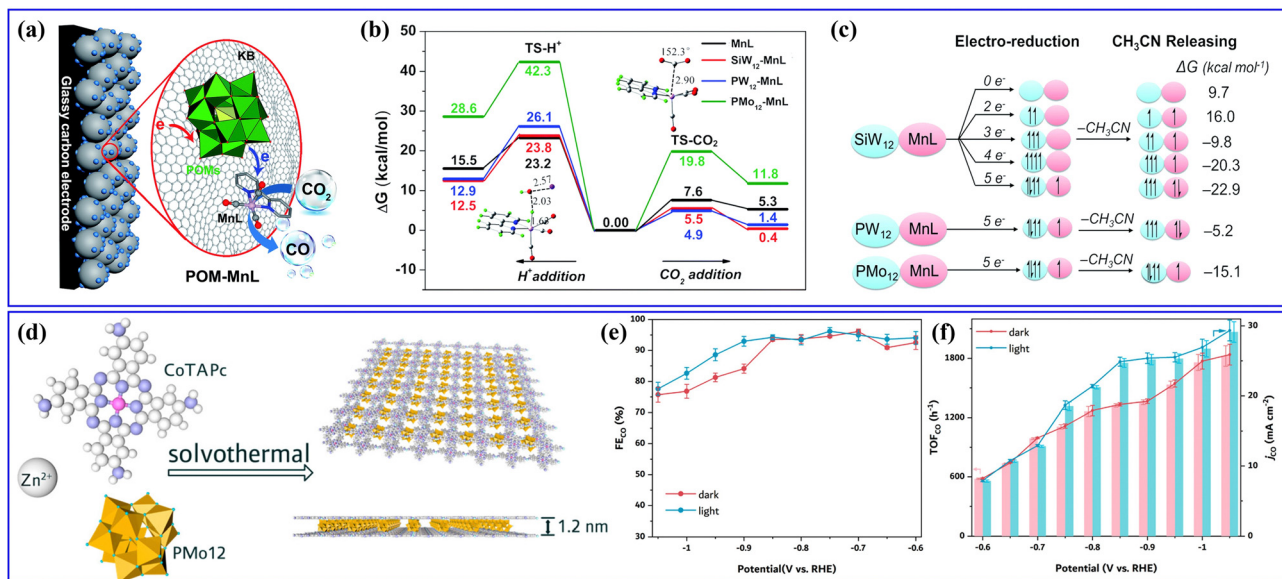 (a)
Glassy carbon electrode
KB
e
POMs
e
MnL
CO2
CO
POM-MnL
(b)
ΔG (kcal/mol)
50
40
30
20
10
0
-10
TS-H+
42.3
28.6
26.1
23.8
23.2
15.5
12.9
12.5
2.57
2.03
1.63
0.00
H+ addition
CO2 addition
152.3°
2.90
MnL
SiW12-MnL
PW12-MnL
PMo12-MnL
TS-CO2
19.8
11.8
7.6
5.3
5.5
4.9
1.4
0.4
(c)
Electro-reduction
CH3CN Releasing
ΔG (kcal mol-1)
SiW12 MnL
0 e-
2 e-
3 e-
4 e-
5 e-
–CH3CN
9.7
16.0
–9.8
–20.3
–22.9
PW12 MnL 5 e- –CH3CN –5.2
PMo12 MnL 5 e- –CH3CN –15.1
(d)
CoTAPc
Zn2+
solvothermal
PMo12
1.2 nm
(e)
FECO (%)
100
90
80
70
60
50
40
30
dark
light
-1 -0.9 -0.8 -0.7 -0.6
Potential(V vs. RHE)
(f)
TOFCO (h-1)
1800
1200
600
0
dark
light
30
20
10
0
jCO (mA cm-2)
-0.6 -0.7 -0.8 -0.9 -1
Potential (V vs. RHE)